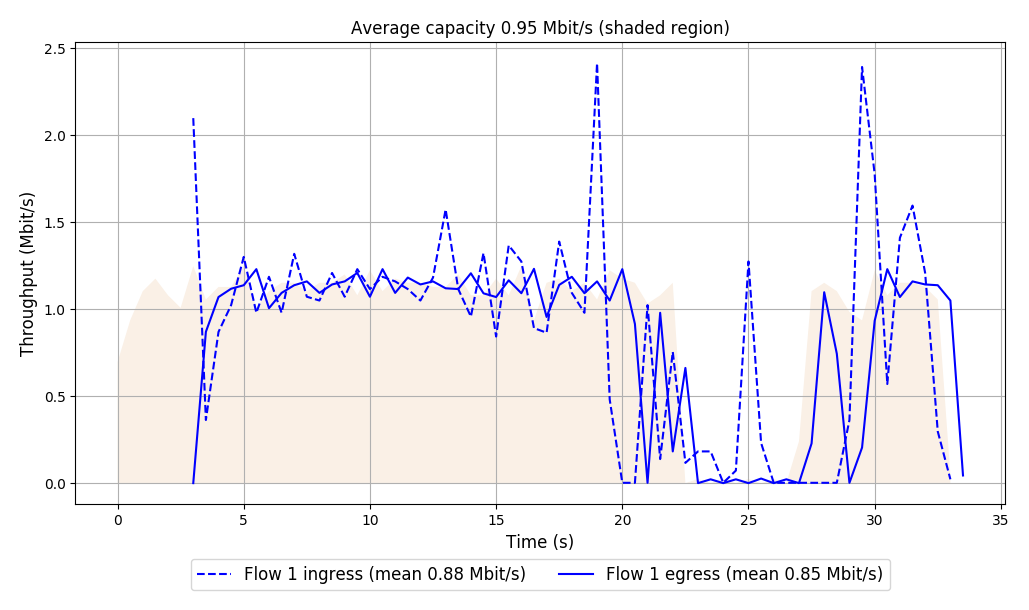 Average capacity 0.95 Mbit/s (shaded region)
2.5
2.0
1.5
1.0
0.5
0.0
Throughput (Mbit/s)
0 5 10 15 20 25 30 35
Time (s)
Flow 1 ingress (mean 0.88 Mbit/s) Flow 1 egress (mean 0.85 Mbit/s)